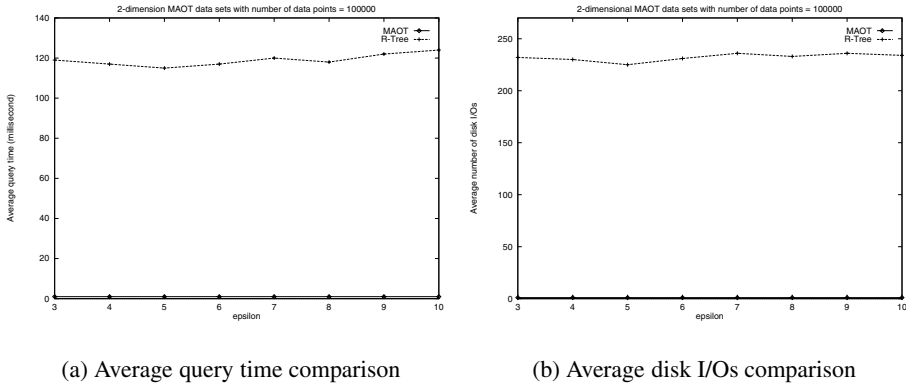 2-dimension MAOT data sets with number of data points = 100000
140
120
100
80
60
40
20
0
Average query time (millisecond)
MAOT
R-Tree
3 4 5 6 7 8 9 10
epsilon
(a) Average query time comparison
2-dimensional MAOT data sets with number of data points = 100000
250
200
150
100
50
0
Average number of disk I/Os
MAOT
R-Tree
3 4 5 6 7 8 9 10
epsilon
(b) Average disk I/Os comparison